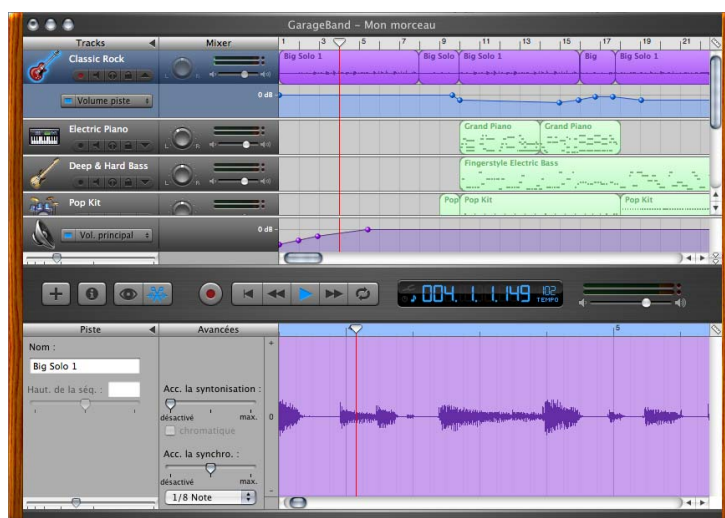 GarageBand – Mon morceau
Tracks Mixer 1 3 5 7 9 11 13 15 17 19 21
Classic Rock Big Solo 1 Big Solo Big Solo 1 Big Big Solo 1
L R
Volume piste 0 dB
Electric Piano Grand Piano Grand Piano
L R
Deep & Hard Bass Fingerstyle Electric Bass
L R
Pop Kit Pop Pop Kit Pop Kit
Vol. principal 0 dB
004. 1. 1.149 102
TEMPO
Piste Avancées 5
Nom :
Big Solo 1
Haut. de la séq. :
Acc. la syntonisation :
désactivé max.
chromatique
Acc. la synchro. :
désactivé max.
1/8 Note
+
0
-